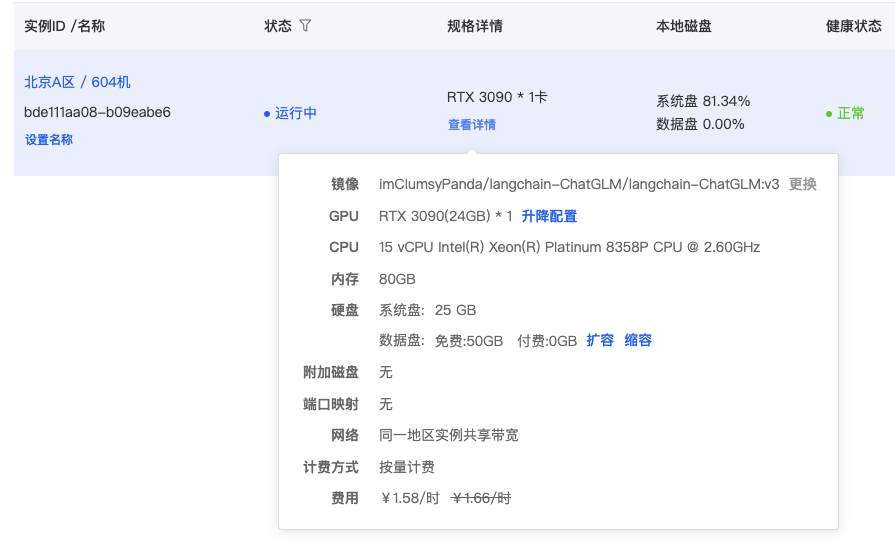 实例ID /名称 状态 规格详情 本地磁盘 健康状态
北京A区 / 604机
bde111aa08-b09eabe6
设置名称
运行中
RTX 3090 * 1卡
查看详情
系统盘 81.34%
数据盘 0.00%
正常
镜像 imClumsyPanda/langchain-ChatGLM/langchain-ChatGLM:v3 更换
GPU RTX 3090(24GB) * 1 升降配置
CPU 15 vCPU Intel(R) Xeon(R) Platinum 8358P CPU @ 2.60GHz
内存 80GB
硬盘 系统盘: 25 GB
数据盘: 免费:50GB 付费:0GB 扩容 缩容
附加磁盘 无
端口映射 无
网络 同一地区实例共享带宽
计费方式 按量计费
费用 ¥1.58/时 ¥1.66/时